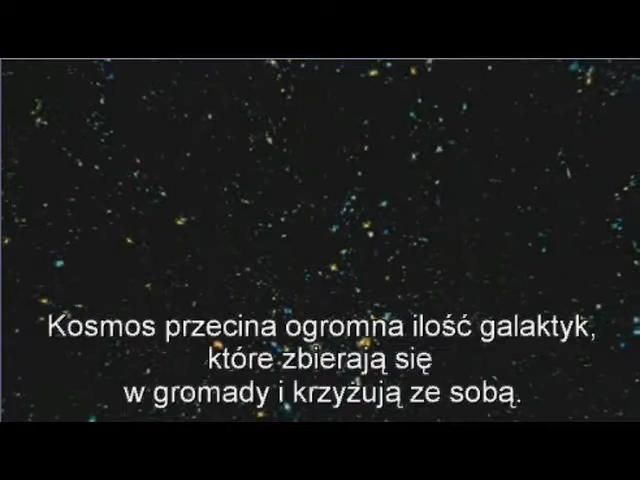 Kosmos przecina ogromna ilość galaktyk,
które zbierają się
w gromady i krzyżują ze sobą.